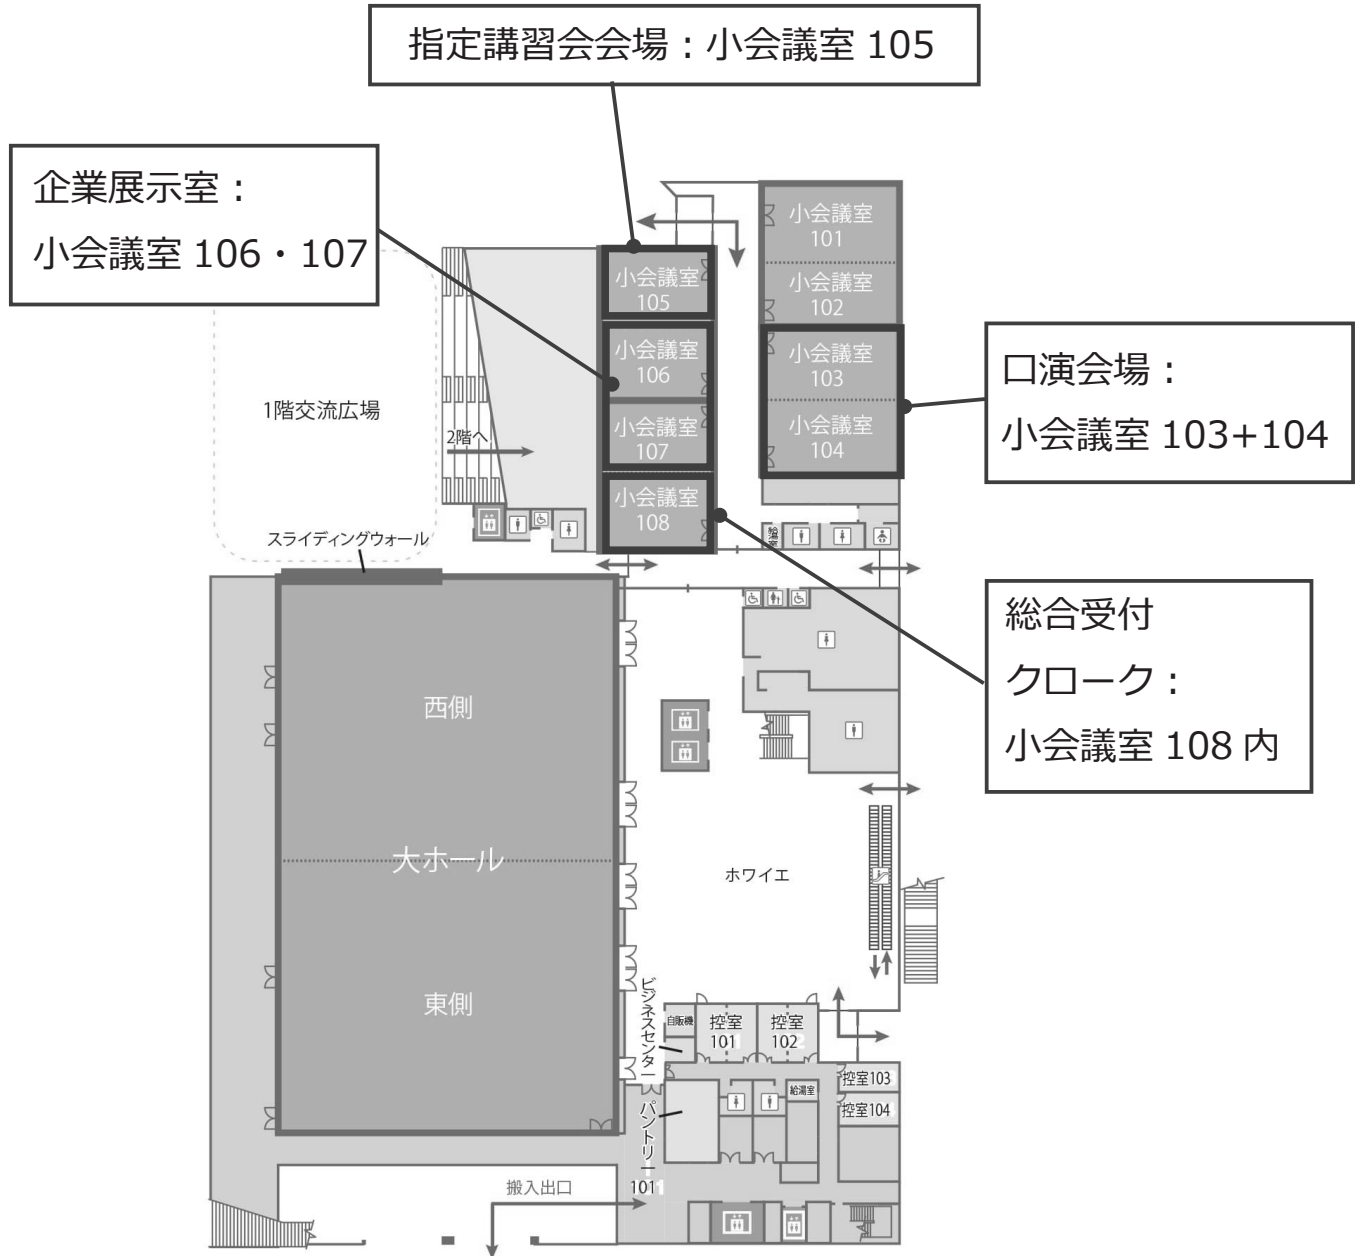 指定講習会会場：小会議室 105
企業展示室：
小会議室 106・107
小会議室
101
小会議室
102
小会議室
103
小会議室
104
小会議室
105
小会議室
106
小会議室
107
小会議室
108
口演会場：
小会議室 103+104
1階交流広場
2階へ
スライディングウォール
給湯室
総合受付
クローク：
小会議室 108 内
西側
大ホール
東側
ホワイエ
ビジネスセンター
自販機
控室
101
控室
102
控室103
控室104
給湯室
パントリー
101
搬入出口